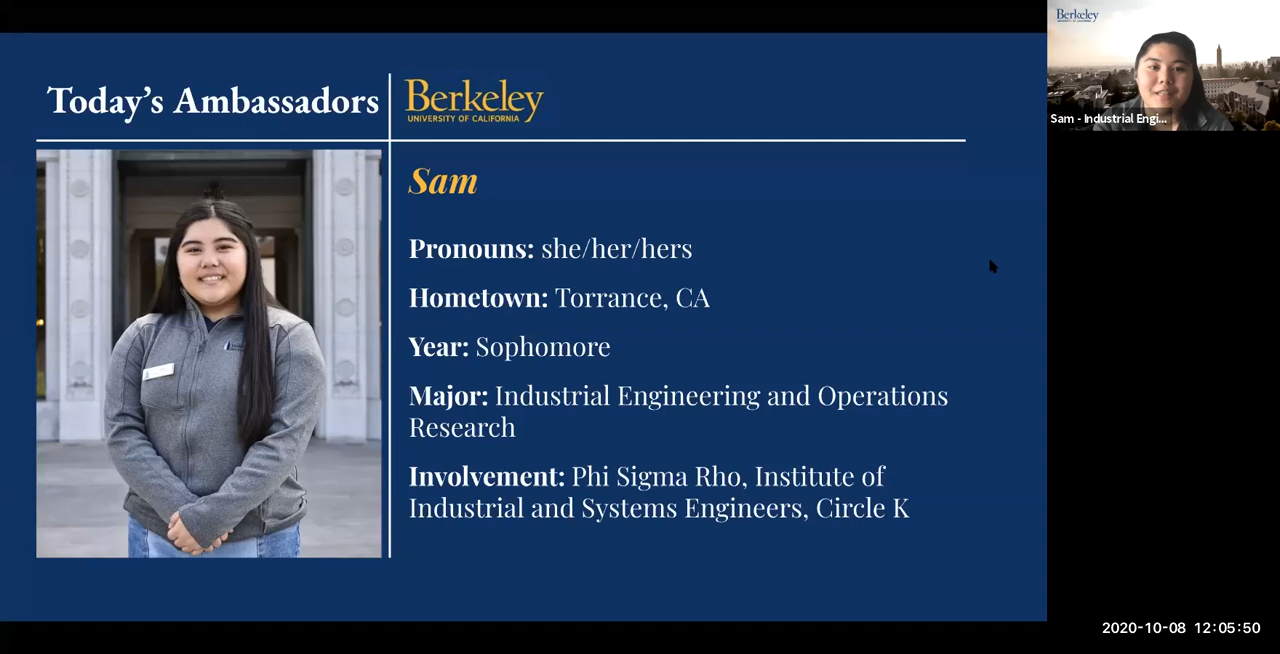 Today's Ambassadors
Berkeley
UNIVERSITY OF CALIFORNIA
Sam
Pronouns: she/her/hers
Hometown: Torrance, CA
Year: Sophomore
Major: Industrial Engineering and Operations
Research
Involvement: Phi Sigma Rho, Institute of
Industrial and Systems Engineers, Circle K
Berkeley
Sam - Industrial Engi...
2020-10-08 12:05:50